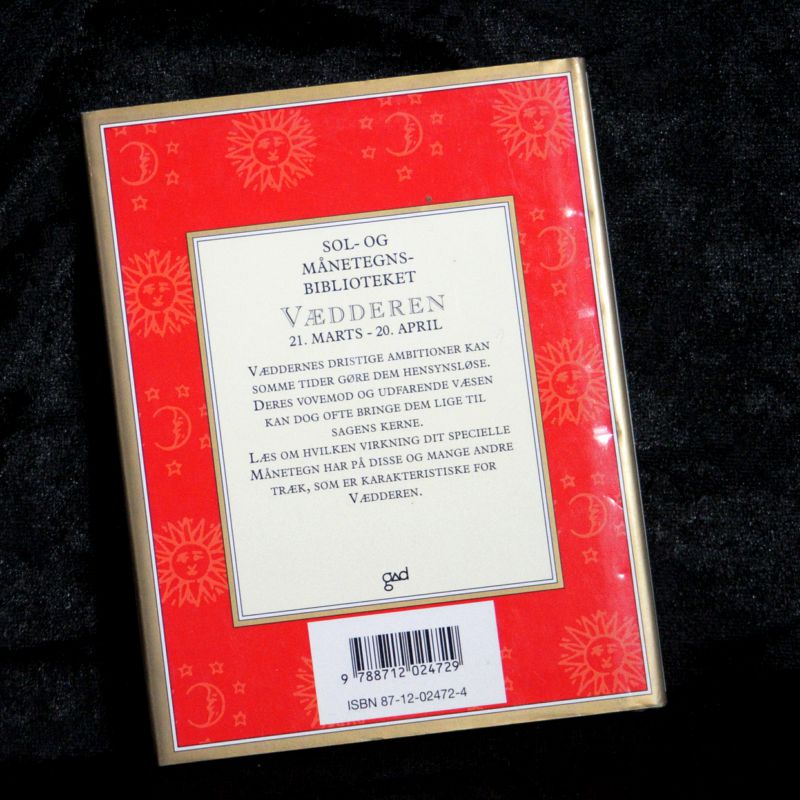 SOL- OG
MÅNETEGNS-
BIBLIOTEKET
VÆDDEREN
21. MARTS - 20. APRIL
VÆDDERNES DRISTIGE AMBITIONER KAN
SOMME TIDER GØRE DEM HENSYNSLØSE.
DERES VOVEMOD OG UDFARENDE VÆSEN
KAN DOG OFTE BRINGE DEM LIGE TIL
SAGENS KERNE.
LÆS OM HVILKEN VIRKNING DIT SPECIELLE
MÅNETEGN HAR PÅ DISSE OG MANGE ANDRE
TRÆK, SOM ER KARAKTERISTISKE FOR
VÆDDEREN.
gad
9 788712 024729
ISBN 87-12-02472-4